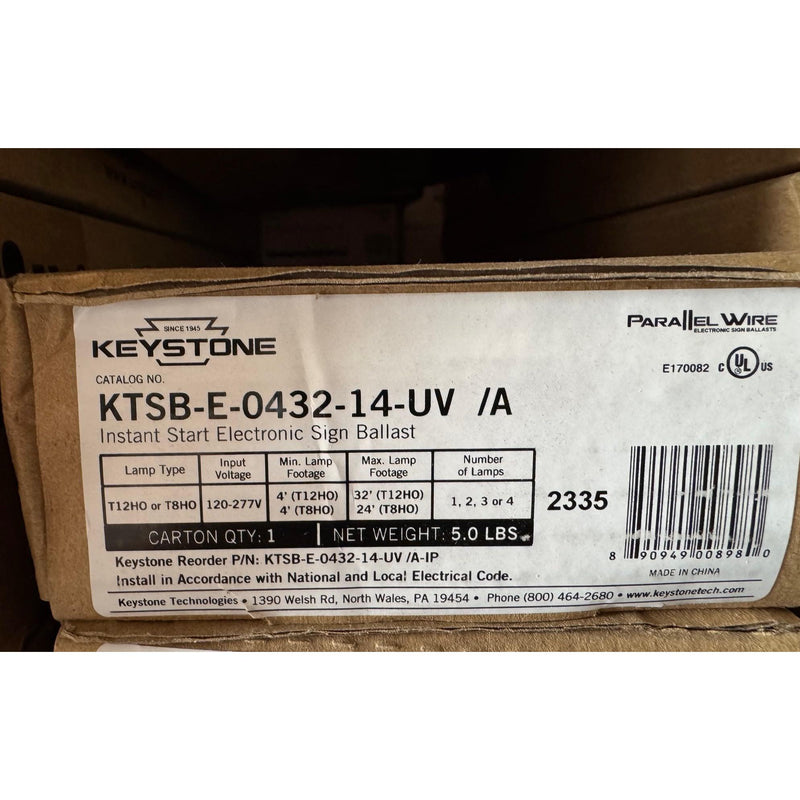 SINCE 1945
KEYSTONE
PARALLEL WIRE
ELECTRONIC SIGN BALLASTS
E170082 C UL US
CATALOG NO.
KTSB-E-0432-14-UV /A
Instant Start Electronic Sign Ballast
Lamp Type Input Voltage Min. Lamp Footage Max. Lamp Footage Number of Lamps
T12HO or T8HO 120-277V 4' (T12HO) 4' (T8HO) 32' (T12HO) 24' (T8HO) 1, 2, 3 or 4
2335
CARTON QTY: 1 NET WEIGHT: 5.0 LBS.
8 90949 00898 0
Keystone Reorder P/N: KTSB-E-0432-14-UV /A-IP
MADE IN CHINA
Install in Accordance with National and Local Electrical Code.
Keystone Technologies • 1390 Welsh Rd, North Wales, PA 19454 • Phone (800) 464-2680 • www.keystonetech.com